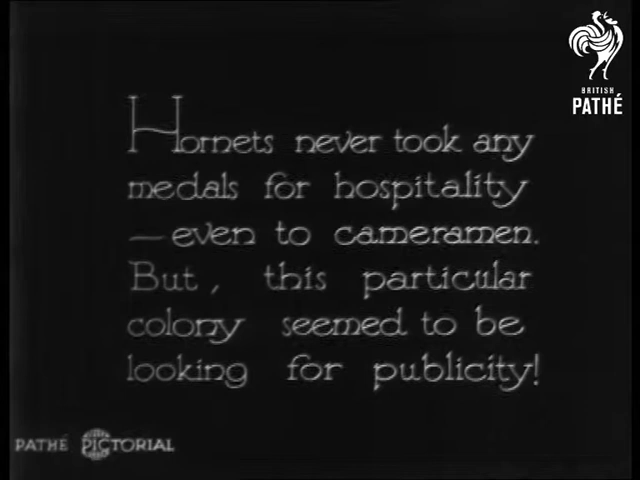 BRITISH
PATHÉ
Hornets never took any
medals for hospitality
—even to cameramen.
But, this particular
colony seemed to be
looking for publicity!
PATHÉ PICTORIAL